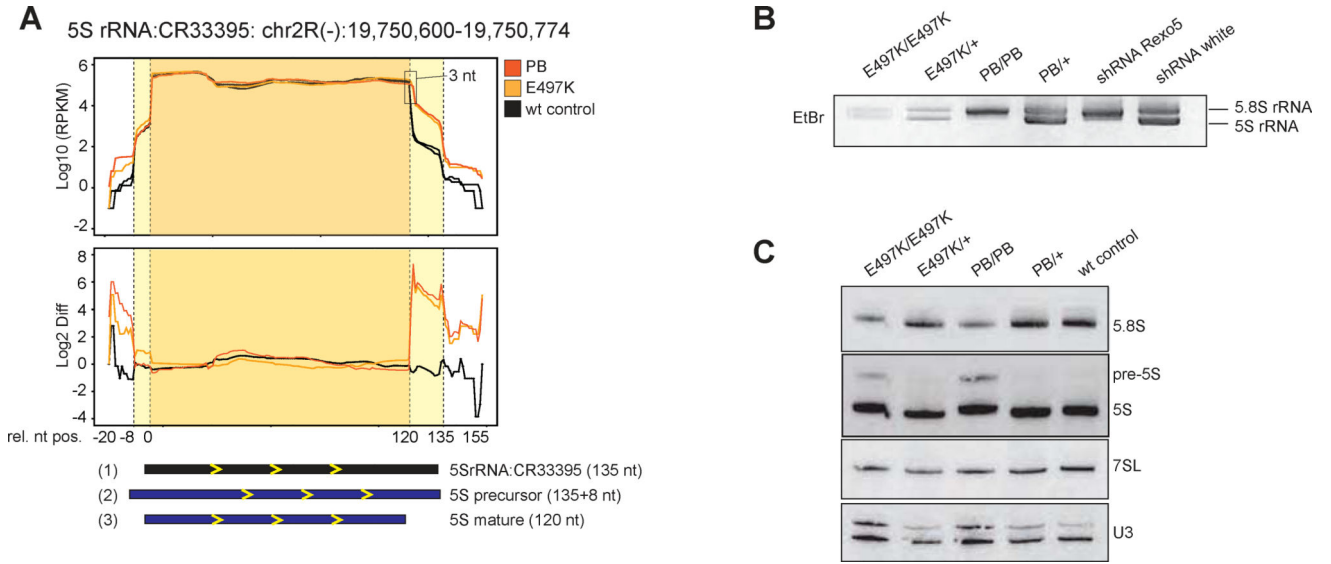 A
5S rRNA:CR33395: chr2R(-):19,750,600-19,750,774
6
4
2
0
-2
Log10 (RPKM)
3 nt
PB
E497K
wt control
8
6
4
2
0
-2
-4
Log2 Diff
rel. nt pos. -20 -8 0 120 135 155
(1) 5SrRNA:CR33395 (135 nt)
(2) 5S precursor (135+8 nt)
(3) 5S mature (120 nt)
B
E497K/E497K
E497K/+
PB/PB
PB/+
shRNA Rexo5
shRNA white
EtBr
5.8S rRNA
5S rRNA
C
E497K/E497K
E497K/+
PB/PB
PB/+
wt control
5.8S
pre-5S
5S
7SL
U3